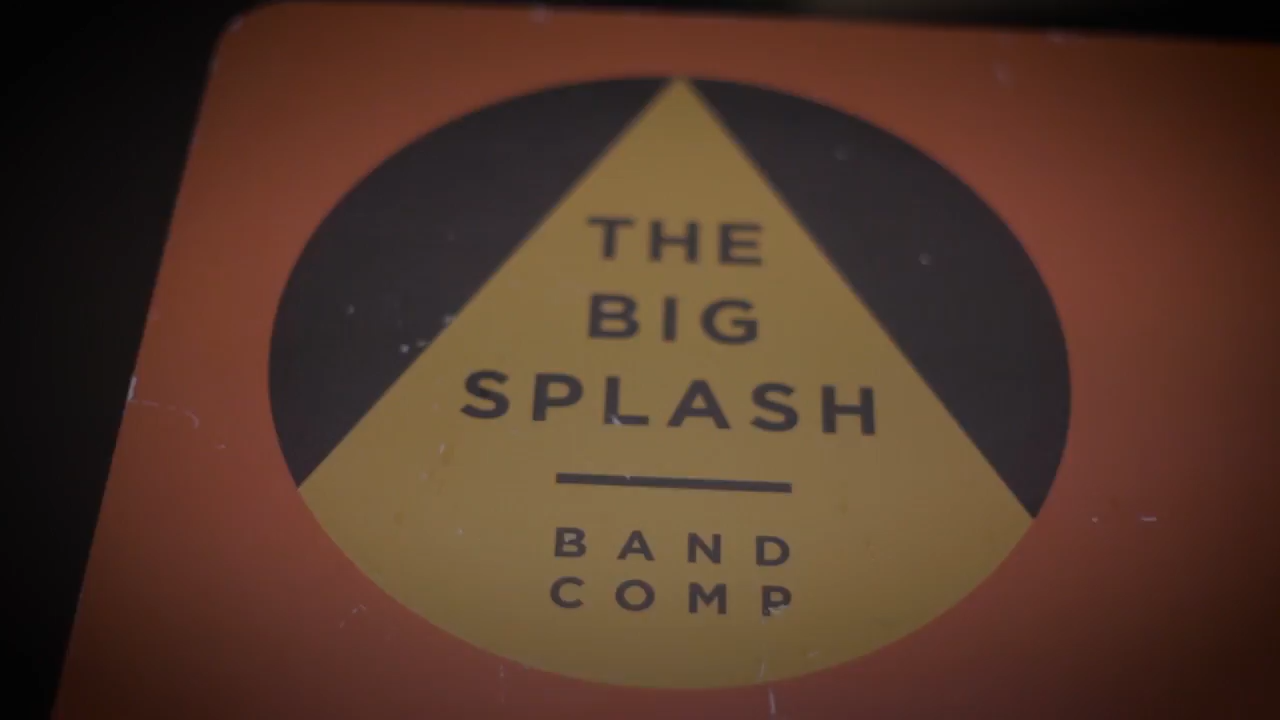 THE
BIG
SPLASH
BAND
COMP